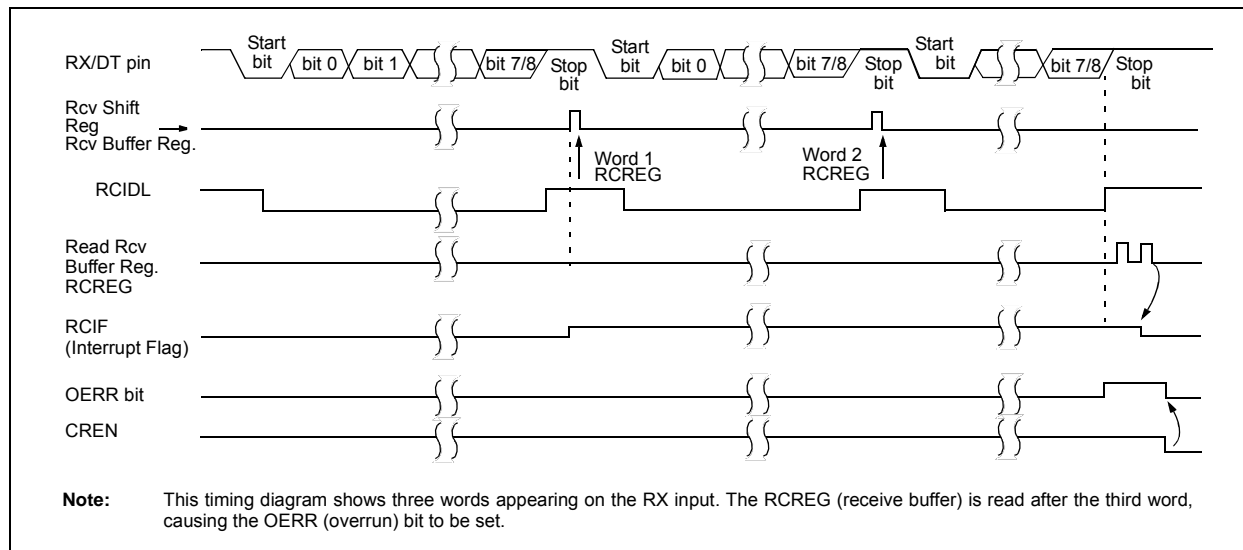 Start bit
bit 0
bit 1
bit 7/8
Stop bit
Start bit
bit 0
bit 7/8
Stop bit
Start bit
bit 7/8
Stop bit
RX/DT pin
Rcv Shift
Reg
Rcv Buffer Reg.
Word 1
RCREG
Word 2
RCREG
RCIDL
Read Rcv
Buffer Reg.
RCREG
RCIF
(Interrupt Flag)
OERR bit
CREN
Note: This timing diagram shows three words appearing on the RX input. The RCREG (receive buffer) is read after the third word,
causing the OERR (overrun) bit to be set.